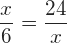 x/6 = 24/x